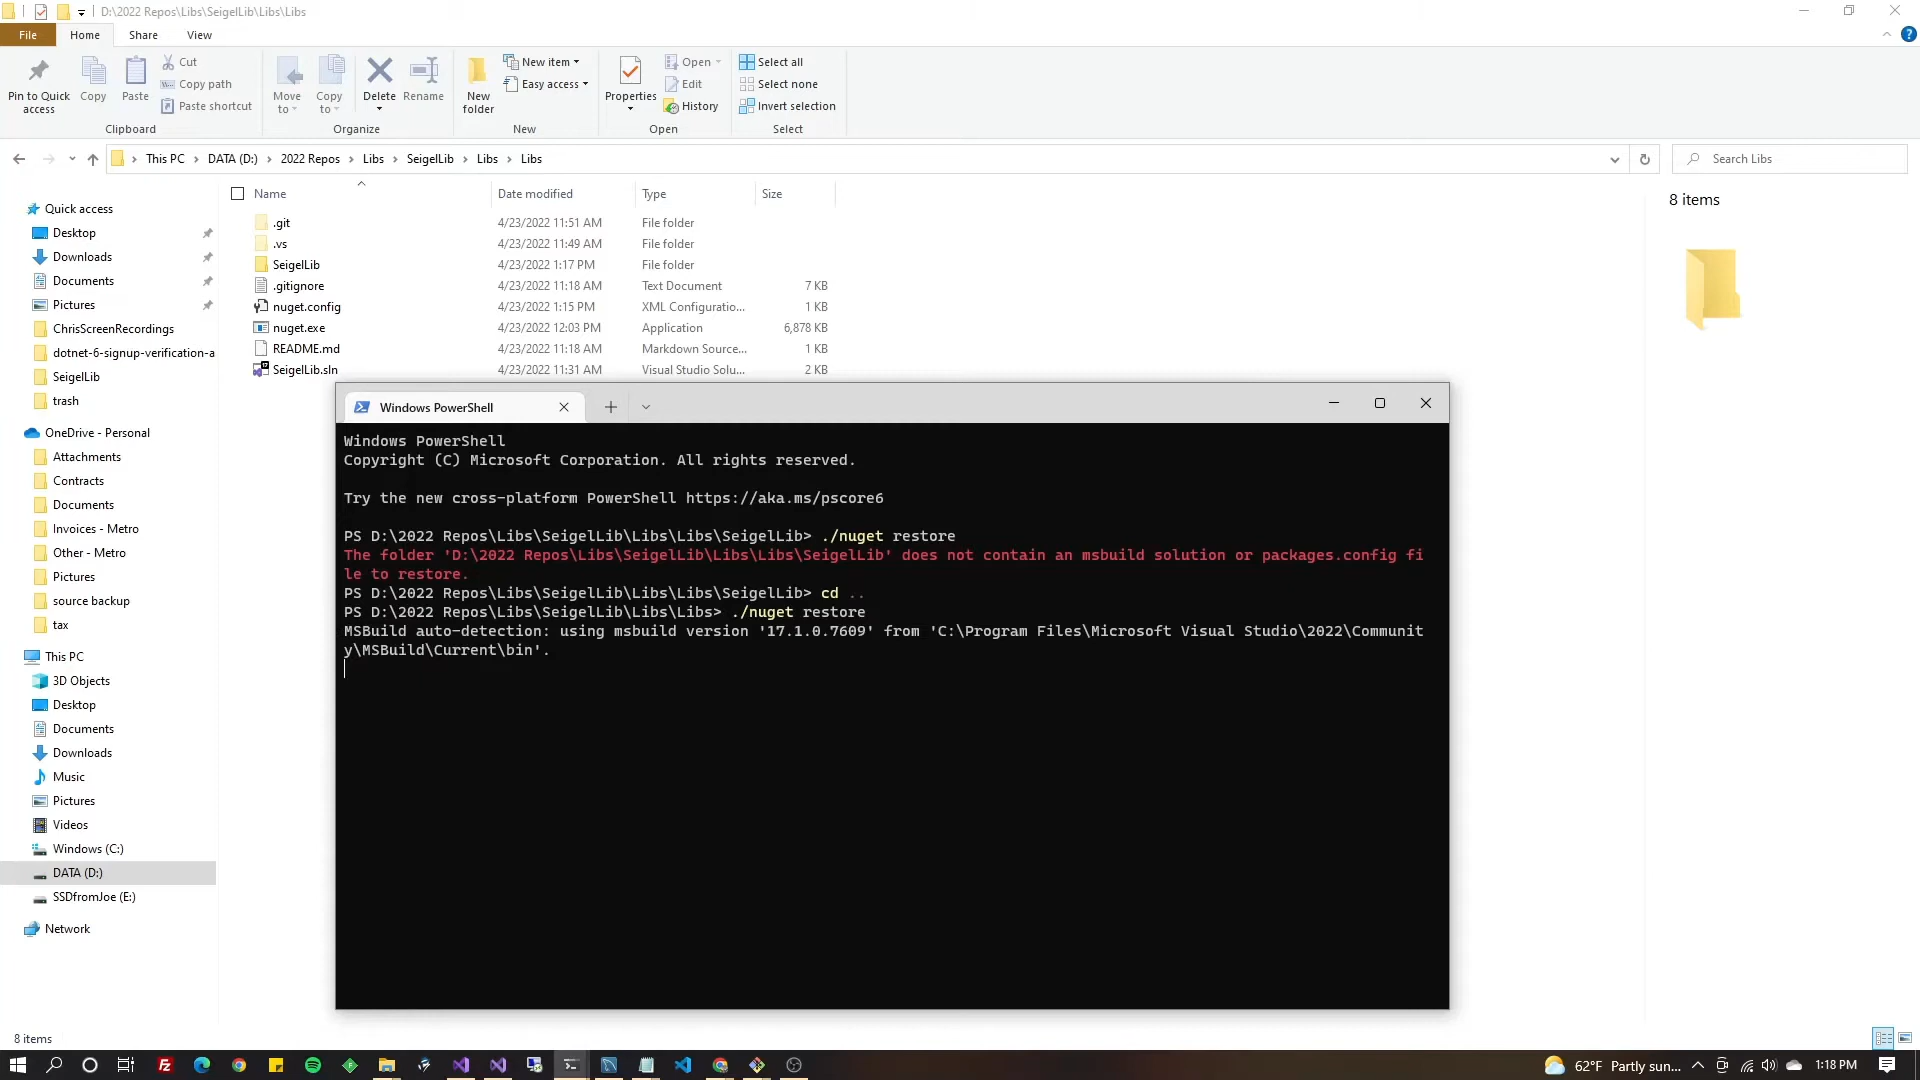 D:\2022 Repos\Libs\SeigelLib\Libs\Libs
File
Home
Share
View
Pin to Quick access
Copy
Paste
Cut
Copy path
Paste shortcut
Clipboard
Move to
Copy to
Delete
Rename
Organize
New folder
New item
Easy access
New
Properties
Open
Edit
History
Open
Select all
Select none
Invert selection
Select
This PC
DATA (D:)
2022 Repos
Libs
SeigelLib
Libs
Libs
Search Libs
Quick access
Desktop
Downloads
Documents
Pictures
ChrisScreenRecordings
dotnet-6-signup-verification-a
SeigelLib
trash
OneDrive - Personal
Attachments
Contracts
Documents
Invoices - Metro
Other - Metro
Pictures
source backup
tax
This PC
3D Objects
Desktop
Documents
Downloads
Music
Pictures
Videos
Windows (C:)
DATA (D:)
SSDfromJoe (E:)
Network
Name Date modified Type Size
.git 4/23/2022 11:51 AM File folder
.vs 4/23/2022 11:49 AM File folder
SeigelLib 4/23/2022 1:17 PM File folder
.gitignore 4/23/2022 11:18 AM Text Document 7 KB
nuget.config 4/23/2022 1:15 PM XML Configuratio... 1 KB
nuget.exe 4/23/2022 12:03 PM Application 6,878 KB
README.md 4/23/2022 11:18 AM Markdown Source... 1 KB
SeigelLib.sln 4/23/2022 11:31 AM Visual Studio Solu... 2 KB
8 items
Windows PowerShell
Windows PowerShell
Copyright (C) Microsoft Corporation. All rights reserved.
Try the new cross-platform PowerShell https://aka.ms/pscore6
PS D:\2022 Repos\Libs\SeigelLib\Libs\Libs\SeigelLib> ./nuget restore
The folder 'D:\2022 Repos\Libs\SeigelLib\Libs\Libs\SeigelLib' does not contain an msbuild solution or packages.config fi
le to restore.
PS D:\2022 Repos\Libs\SeigelLib\Libs\Libs\SeigelLib> cd ..
PS D:\2022 Repos\Libs\SeigelLib\Libs\Libs> ./nuget restore
MSBuild auto-detection: using msbuild version '17.1.0.7609' from 'C:\Program Files\Microsoft Visual Studio\2022\Communit
y\MSBuild\Current\bin'.
8 items
62°F Partly sun...
1:18 PM